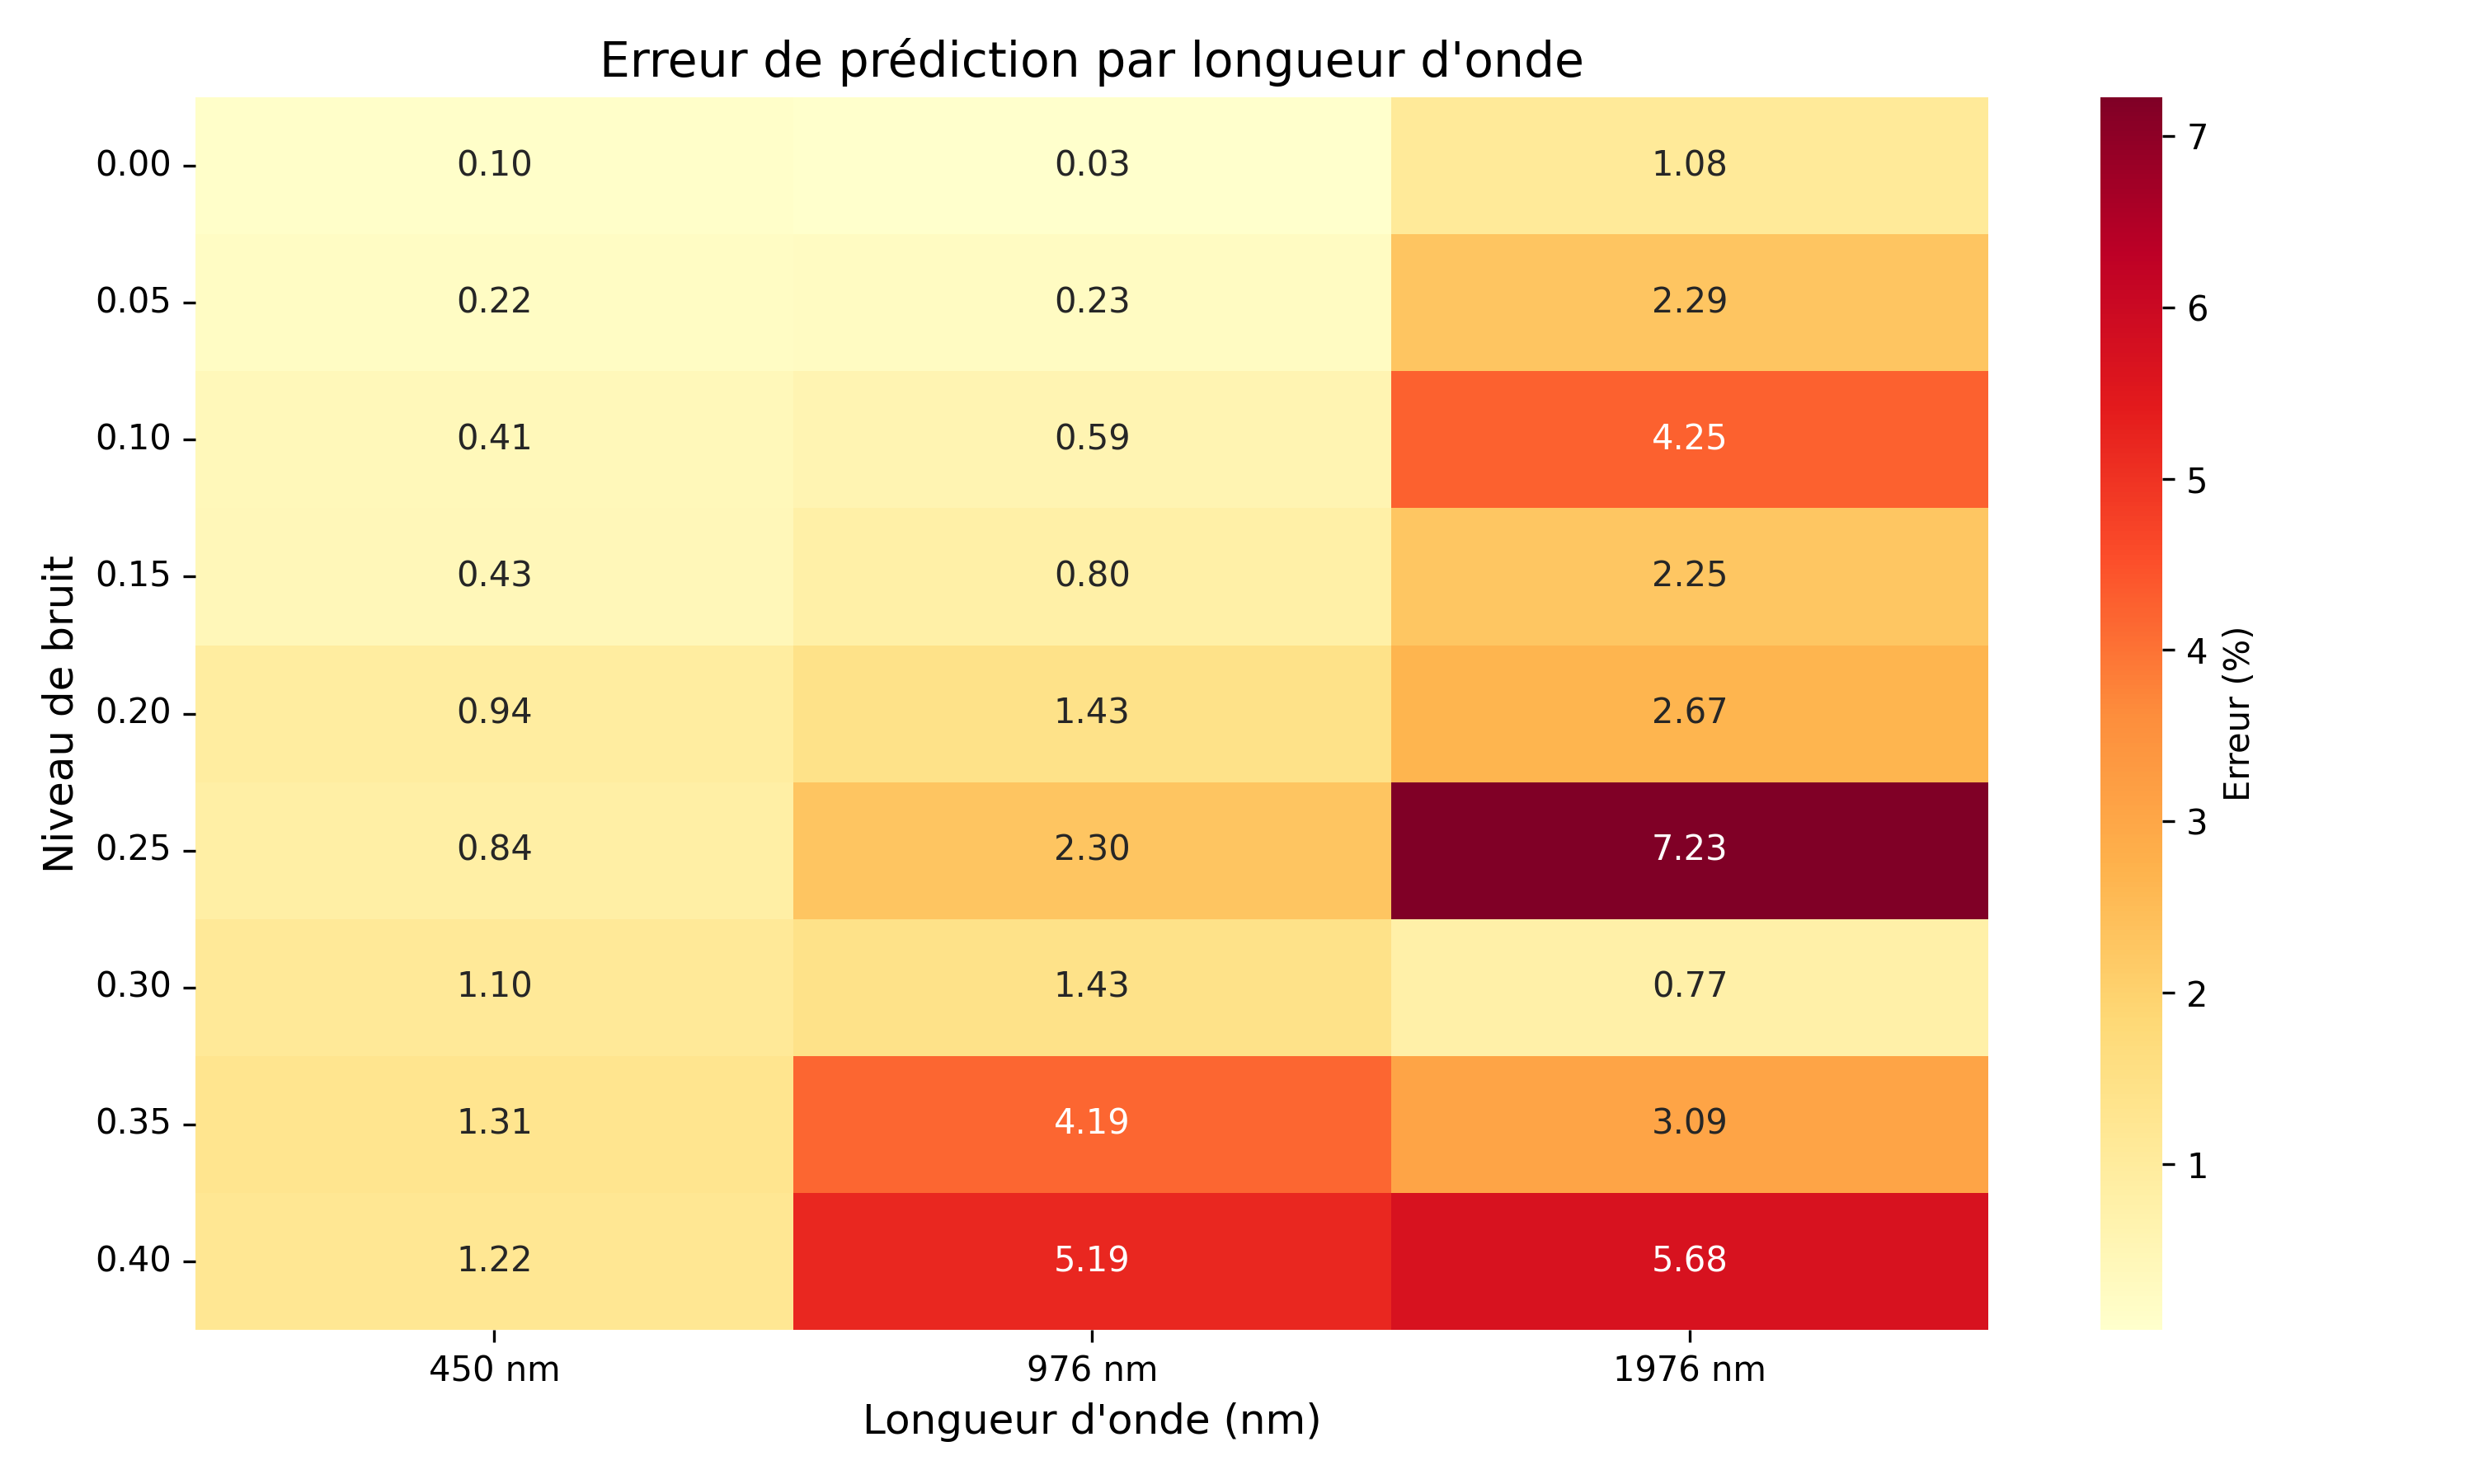 Erreur de prédiction par longueur d'onde
0.00 0.10 0.03 1.08
0.05 0.22 0.23 2.29
0.10 0.41 0.59 4.25
0.15 0.43 0.80 2.25
0.20 0.94 1.43 2.67
0.25 0.84 2.30 7.23
0.30 1.10 1.43 0.77
0.35 1.31 4.19 3.09
0.40 1.22 5.19 5.68
Niveau de bruit
450 nm 976 nm 1976 nm
Longueur d'onde (nm)
7
6
5
4
3
2
1
Erreur (%)